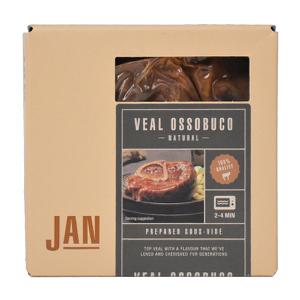 VEAL OSSOBUCO
NATURAL
100%
QUALITY
Serving suggestion
2-4 MIN
PREPARED SOUS-VIDE
TOP VEAL WITH A FLAVOUR THAT WE'VE
LOVED AND CHERISHED FOR GENERATIONS
JAN
VEAL OSSOBUCO